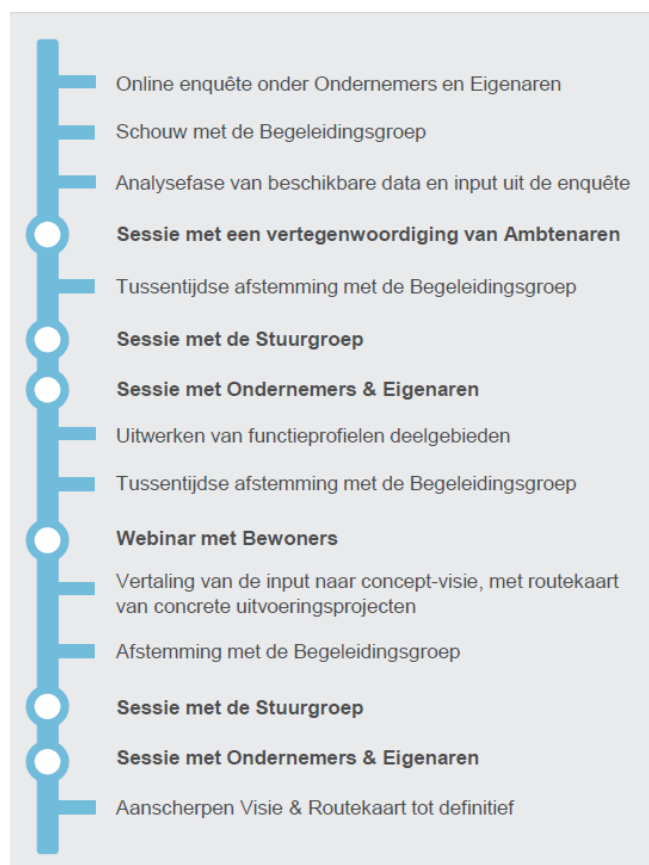 Online enquête onder Ondernemers en Eigenaren
Schouw met de Begeleidingsgroep
Analysefase van beschikbare data en input uit de enquête
Sessie met een vertegenwoordiging van Ambtenaren
Tussentijdse afstemming met de Begeleidingsgroep
Sessie met de Stuurgroep
Sessie met Ondernemers & Eigenaren
Uitwerken van functieprofielen deelgebieden
Tussentijdse afstemming met de Begeleidingsgroep
Webinar met Bewoners
Vertaling van de input naar concept-visie, met routekaart
van concrete uitvoeringsprojecten
Afstemming met de Begeleidingsgroep
Sessie met de Stuurgroep
Sessie met Ondernemers & Eigenaren
Aanscherpen Visie & Routekaart tot definitief